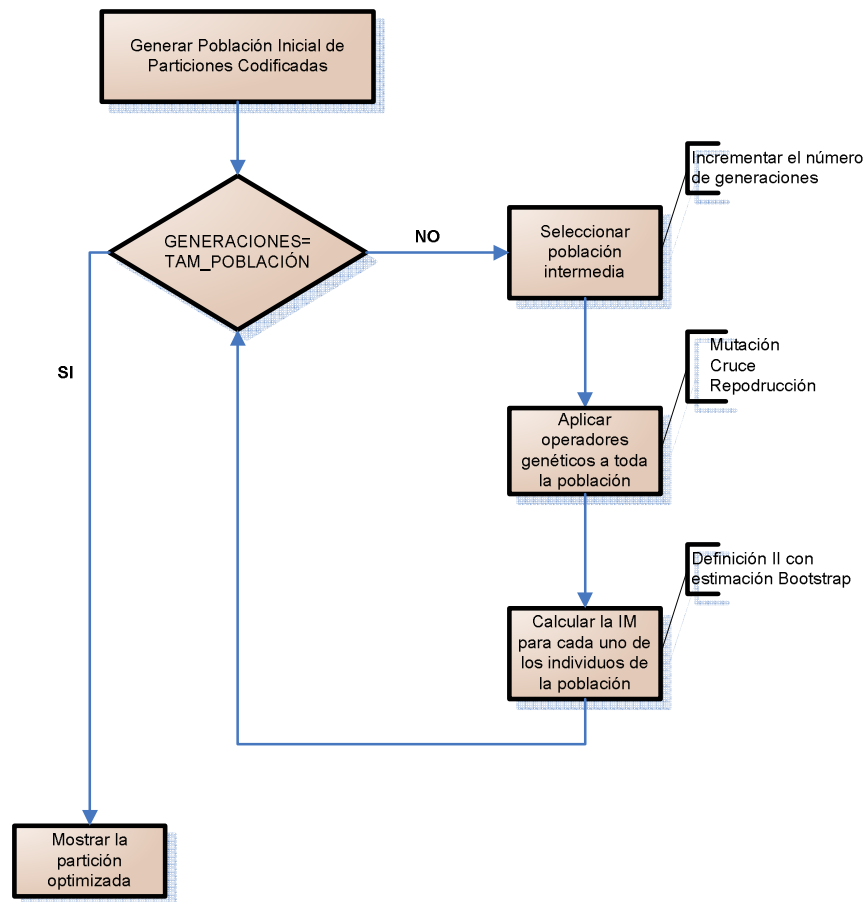 Generar Población Inicial de
Particiones Codificadas
GENERACIONES=
TAM_POBLACIÓN
NO
SI
Seleccionar
población
intermedia
Incrementar el número
de generaciones
Aplicar
operadores
genéticos a toda
la población
Mutación
Cruce
Repodrucción
Calcular la IM
para cada uno de
los individuos de
la población
Definición II con
estimación Bootstrap
Mostrar la
partición
optimizada